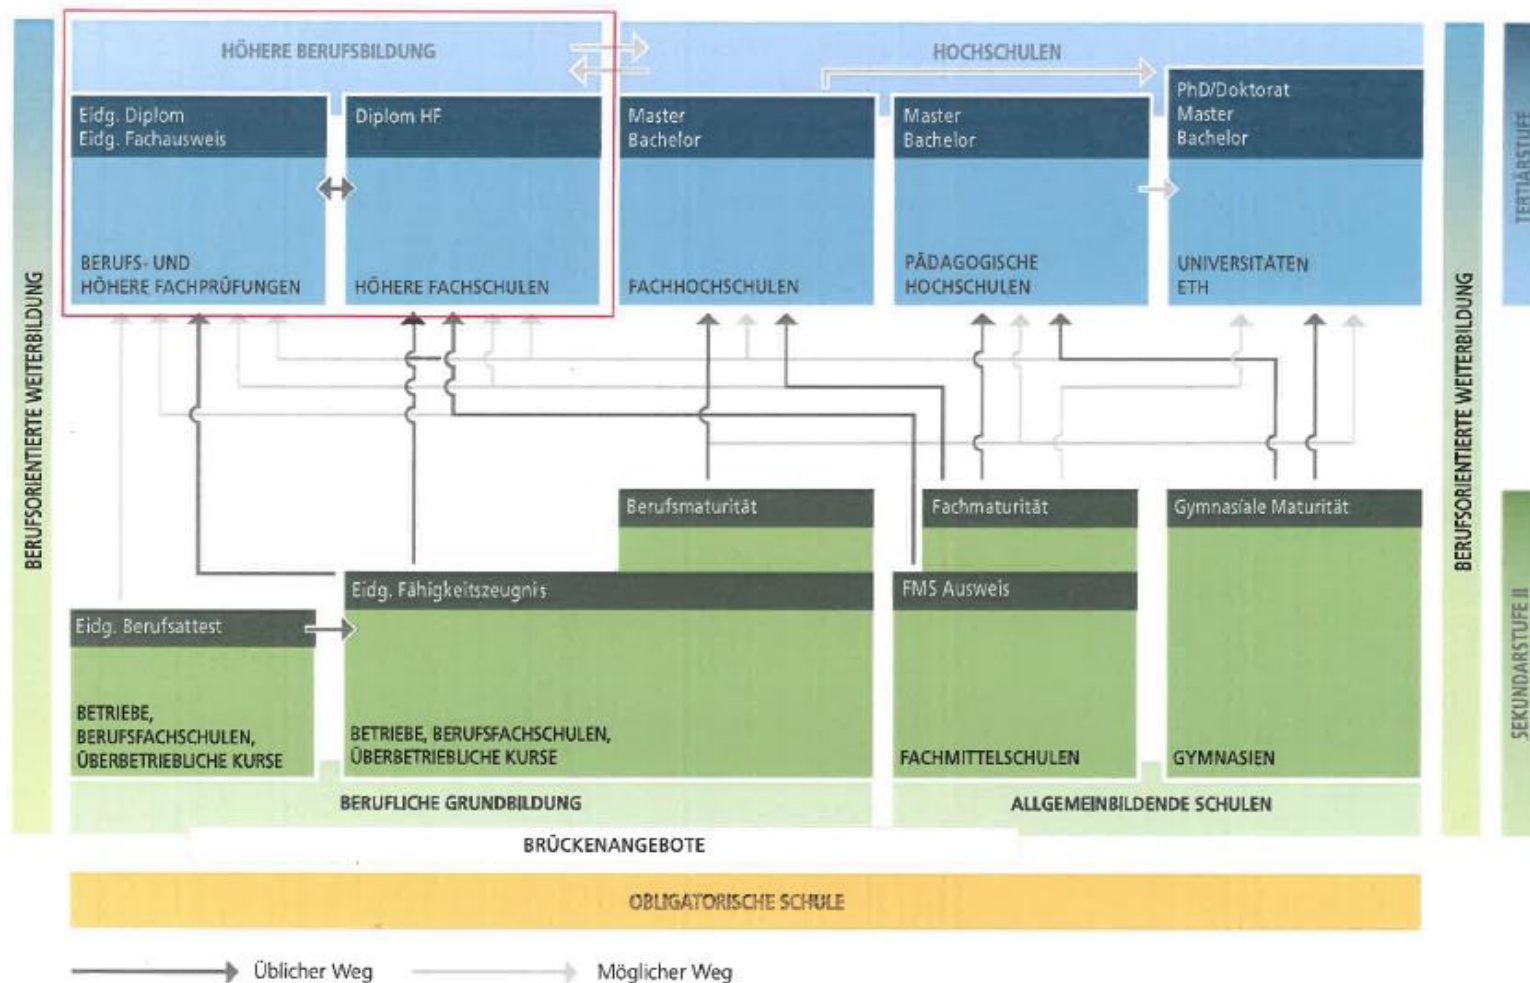 HÖHERE BERUFSBILDUNG
HOCHSCHULEN
Eidg. Diplom
Eidg. Fachausweis
Diplom HF
Master
Bachelor
Master
Bachelor
PhD/Doktorat
Master
Bachelor
BERUFS- UND
HÖHERE FACHPRÜFUNGEN
HÖHERE FACHSCHULEN
FACHHOCHSCHULEN
PÄDAGOGISCHE
HOCHSCHULEN
UNIVERSITÄTEN
ETH
BERUFSORIENTIERTE WEITERBILDUNG
BERUFSORIENTIERTE WEITERBILDUNG
TERTIÄRSTUFE
SEKUNDARSTUFE II
Berufsmaturität
Fachmaturität
Gymnasiale Maturität
Eidg. Fähigkeitszeugnis
FMS Ausweis
Eidg. Berufsattest
BETRIEBE,
BERUFSFACHSCHULEN,
ÜBERBETRIEBLICHE KURSE
BETRIEBE, BERUFSFACHSCHULEN,
ÜBERBETRIEBLICHE KURSE
FACHMITTELSCHULEN
GYMNASIEN
BERUFLICHE GRUNDBILDUNG
ALLGEMEINBILDENDE SCHULEN
BRÜCKENANGEBOTE
OBLIGATORISCHE SCHULE
Üblicher Weg
Möglicher Weg